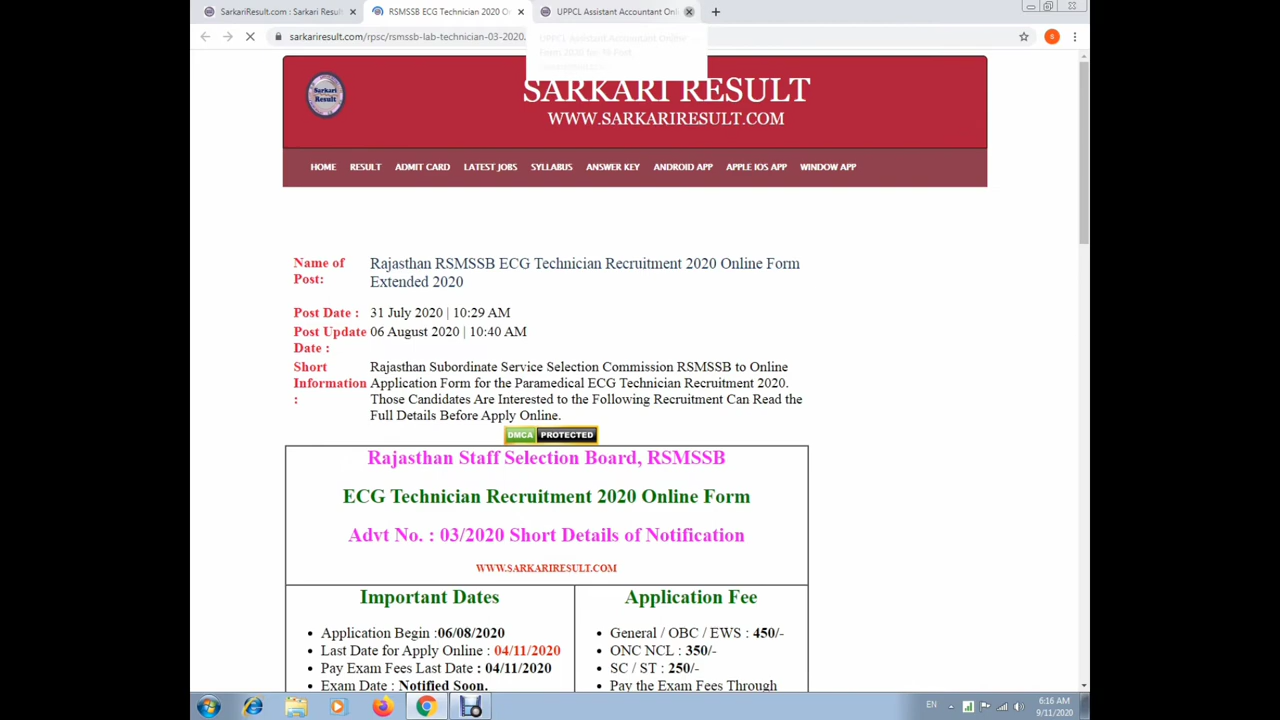 SarkariResult.com : Sarkari Resul
RSMSSB ECG Technician 2020 O
UPPCL Assistant Accountant Onl
sarkariresult.com/rpsc/rsmssb-lab-technician-03-2020.
UPPCL Assistant Accountant Online
Sarkari
Result
SARKARI RESULT
WWW.SARKARIRESULT.COM
HOME RESULT ADMIT CARD LATEST JOBS SYLLABUS ANSWER KEY ANDROID APP APPLE IOS APP WINDOW APP
Name of Post: Rajasthan RSMSSB ECG Technician Recruitment 2020 Online Form
Extended 2020
Post Date : 31 July 2020 | 10:29 AM
Post Update Date : 06 August 2020 | 10:40 AM
Short Information : Rajasthan Subordinate Service Selection Commission RSMSSB to Online
Application Form for the Paramedical ECG Technician Recruitment 2020.
Those Candidates Are Interested to the Following Recruitment Can Read the
Full Details Before Apply Online.
DMCA PROTECTED
Rajasthan Staff Selection Board, RSMSSB
ECG Technician Recruitment 2020 Online Form
Advt No. : 03/2020 Short Details of Notification
WWW.SARKARIRESULT.COM
Important Dates
Application Begin :06/08/2020
Last Date for Apply Online : 04/11/2020
Pay Exam Fees Last Date : 04/11/2020
Exam Date : Notified Soon.
Application Fee
General / OBC / EWS : 450/-
ONC NCL : 350/-
SC / ST : 250/-
Pay the Exam Fees Through
EN
6:16 AM
9/11/2020